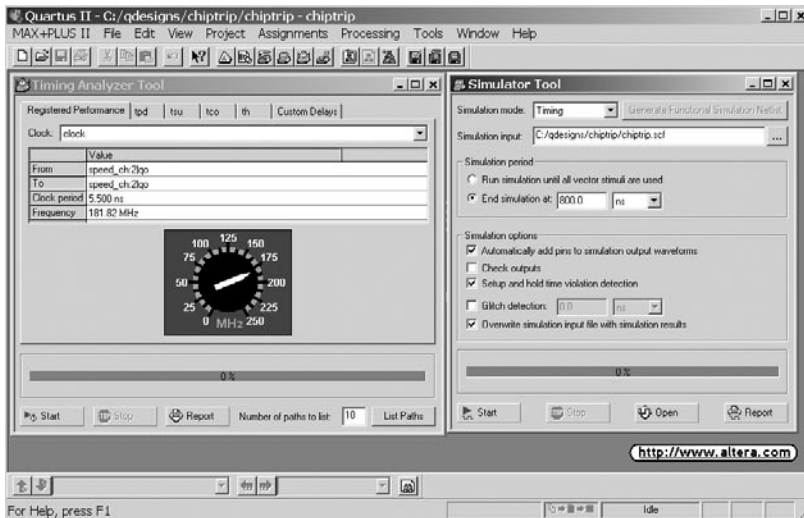 Quartus II - C:/qdesigns/chiptrip/chiptrip - chiptrip
MAX+PLUS II File Edit View Project Assignments Processing Tools Window Help
Timing Analyzer Tool
Registered Performance tpd tsu tco th Custom Delays
Clock: clock
Value
From speed_ch:2|qo
To speed_ch:2|qo
Clock period 5.500 ns
Frequency 181.82 MHz
100 125 150
75 175
50 200
25 225
0 MHz 250
0 %
Start Stop Report Number of paths to list: 10 List Paths
Simulator Tool
Simulation mode: Timing Generate Functional Simulation Netlist
Simulation input: C:/qdesigns/chiptrip/chiptrip.scf ...
Simulation period
Run simulation until all vector stimuli are used
End simulation at: 800.0 ns
Simulation options
Automatically add pins to simulation output waveforms
Check outputs
Setup and hold time violation detection
Glitch detection: 0.0 ns
Overwrite simulation input file with simulation results
0 %
Start Stop Open Report
http://www.altera.com
For Help, press F1 Idle